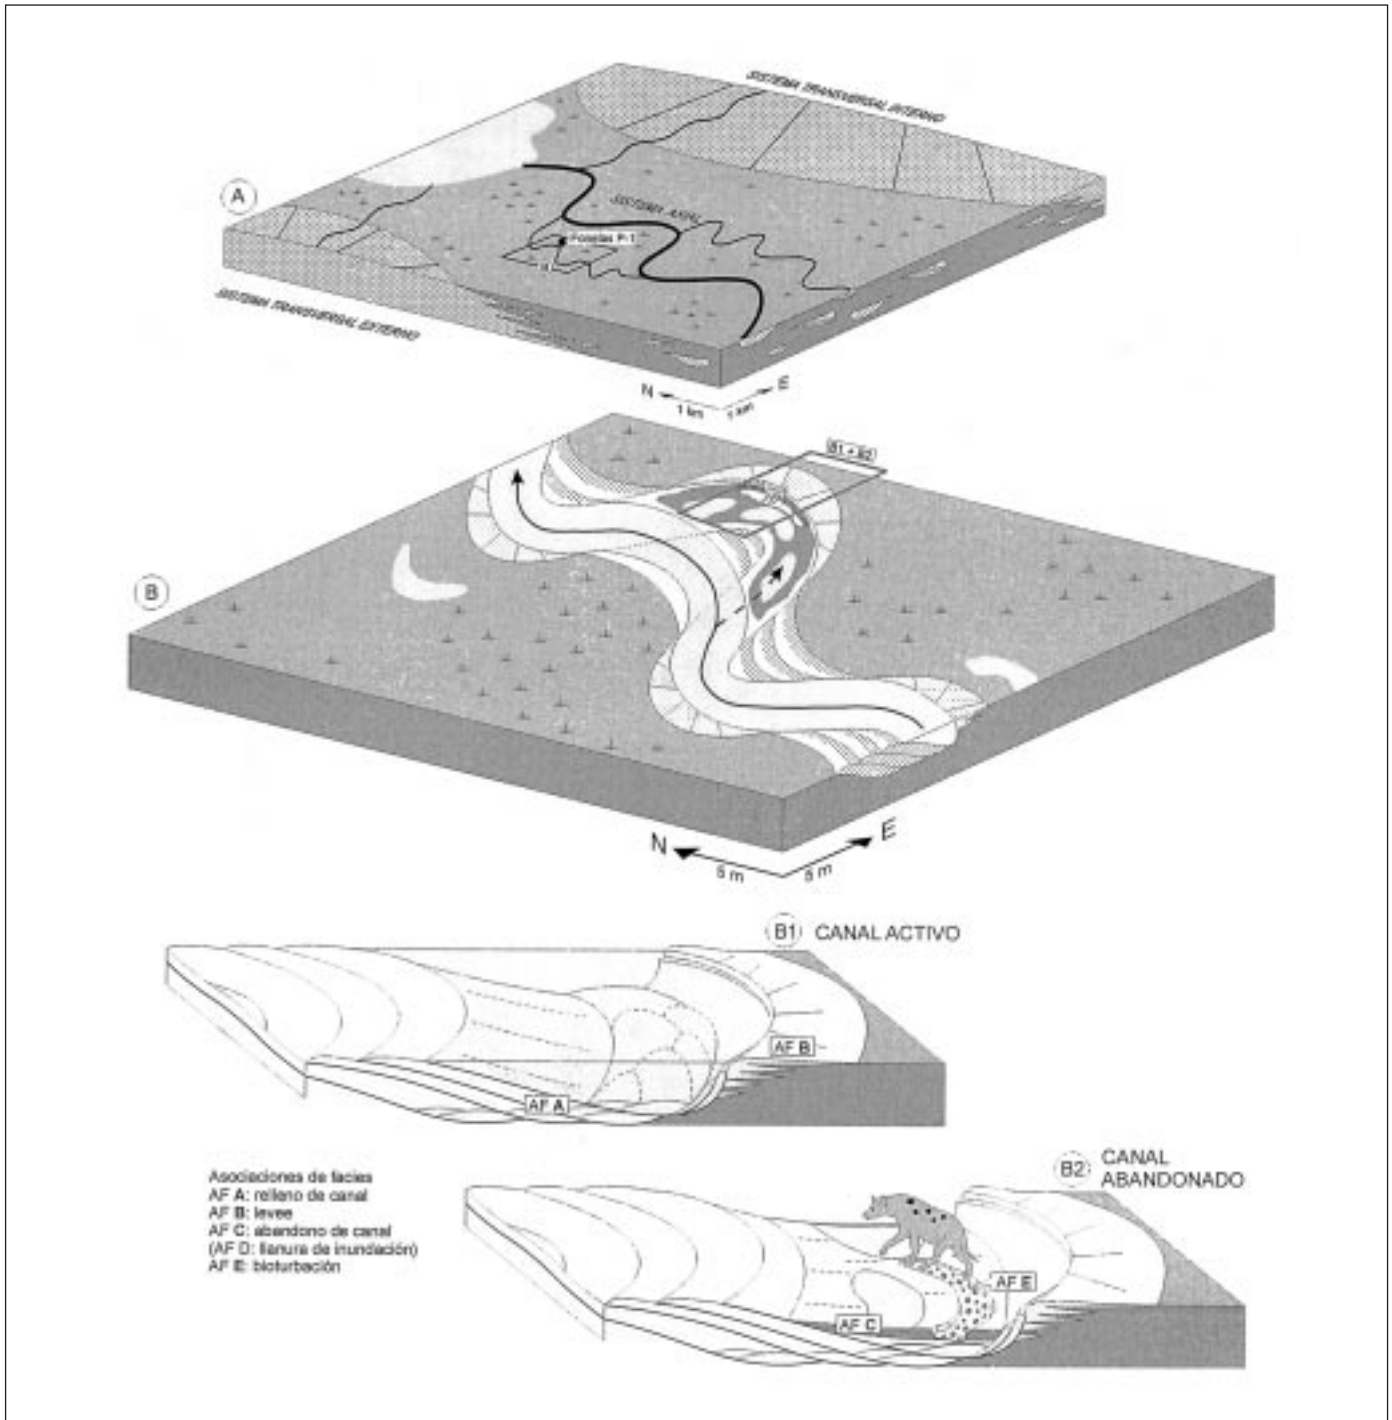 SISTEMA TRANSVERSAL INTERNO
A
SISTEMA AXIAL
Fonelas P-1
SISTEMA TRANSVERSAL EXTERNO
N
E
1 km
1 km
B1 + B2
B
N
E
5 m
5 m
B1 CANAL ACTIVO
AF B
AF A
B2 CANAL
ABANDONADO
Asociaciones de facies
AF A: relleno de canal
AF B: levee
AF C: abandono de canal
(AF D: llanura de inundación)
AF E: bioturbación
AF E
AF C